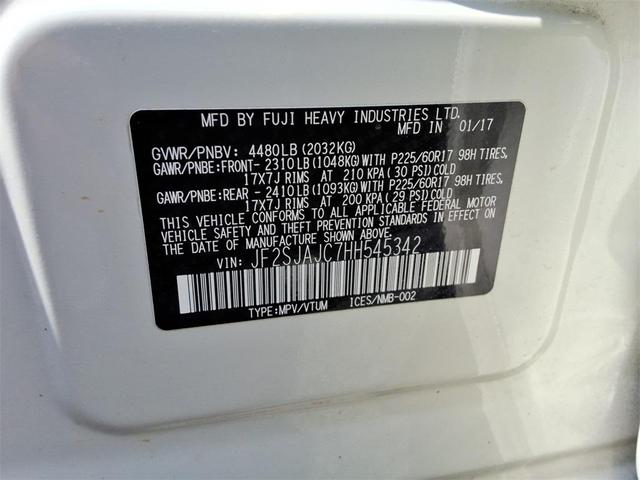 MFD BY FUJI HEAVY INDUSTRIES LTD.
MFD IN 01/17
GVWR/PNBV: 4480LB (2032KG)
GAWR/PNBE:FRONT- 2310LB (1048KG)WITH P225/60R17 98H TIRES,
17X7J RIMS AT 210 KPA ( 30 PSI)COLD
GAWR/PNBE:REAR - 2410LB (1093KG)WITH P225/60R17 98H TIRES,
17X7J RIMS AT 200 KPA ( 29 PSI)COLD
THIS VEHICLE CONFORMS TO ALL APPLICABLE FEDERAL MOTOR
VEHICLE SAFETY AND THEFT PREVENTION STANDARDS IN EFFECT ON
THE DATE OF MANUFACTURE SHOWN ABOVE.
VIN: JF2SJAJC7HH545342
TYPE:MPV/VTUM ICES/NMB-002